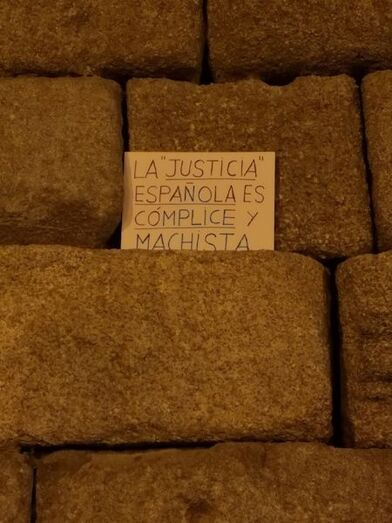 LA "JUSTICIA"
ESPAÑOLA ES
CÓMPLICE Y
MACHISTA